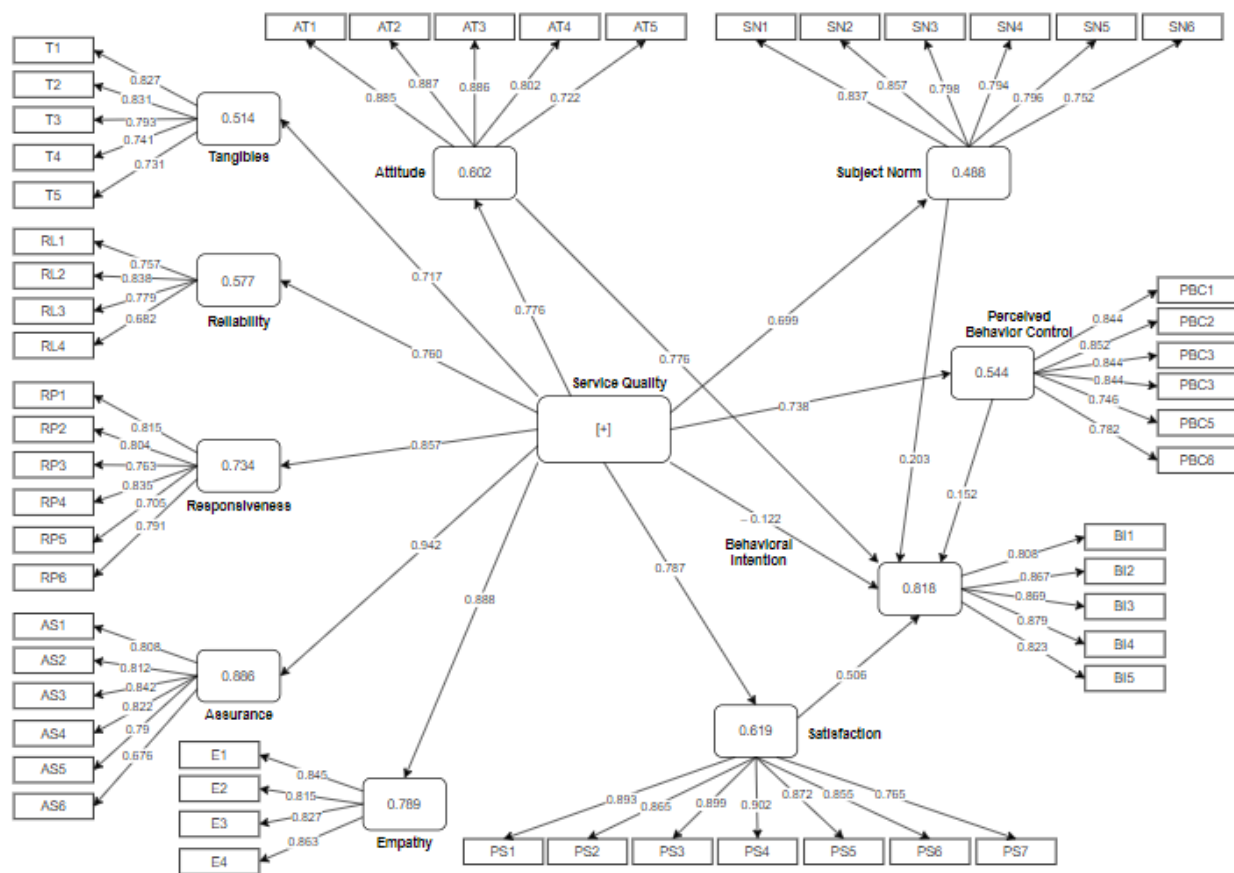 AT1 AT2 AT3 AT4 AT5
0.885 0.887 0.886 0.802 0.722
0.602
Attitude
SN1 SN2 SN3 SN4 SN5 SN6
0.837 0.857 0.798 0.794 0.796 0.752
0.488
Subject Norm
T1
T2
T3
T4
T5
0.827
0.831
0.793
0.741
0.731
0.514
Tangibles
RL1
RL2
RL3
RL4
0.757
0.838
0.779
0.682
0.577
Reliability
RP1
RP2
RP3
RP4
RP5
RP6
0.815
0.804
0.763
0.835
0.705
0.791
0.734
Responsiveness
AS1
AS2
AS3
AS4
AS5
AS6
0.808
0.812
0.842
0.822
0.79
0.676
0.886
Assurance
E1
E2
E3
E4
0.845
0.815
0.827
0.863
0.789
Empathy
Service Quality
[+]
0.717
0.776
0.760
0.857
0.942
0.888
0.787
0.699
0.738
– 0.122
0.776
0.203
0.152
0.506
Perceived
Behavior Control
0.544
0.844
0.852
0.844
0.844
0.746
0.782
PBC1
PBC2
PBC3
PBC3
PBC5
PBC6
Behavioral
Intention
0.818
0.808
0.867
0.869
0.879
0.823
BI1
BI2
BI3
BI4
BI5
0.619
Satisfaction
0.893 0.865 0.899 0.902 0.872 0.855 0.765
PS1 PS2 PS3 PS4 PS5 PS6 PS7